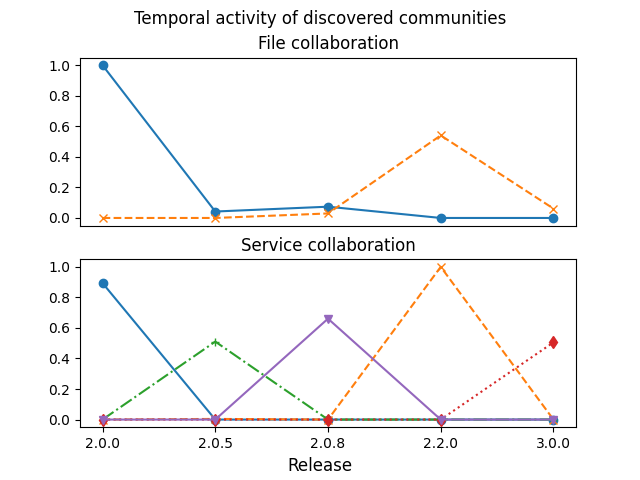 Temporal activity of discovered communities
File collaboration
1.0
0.8
0.6
0.4
0.2
0.0
Service collaboration
1.0
0.8
0.6
0.4
0.2
0.0
2.0.0 2.0.5 2.0.8 2.2.0 3.0.0
Release